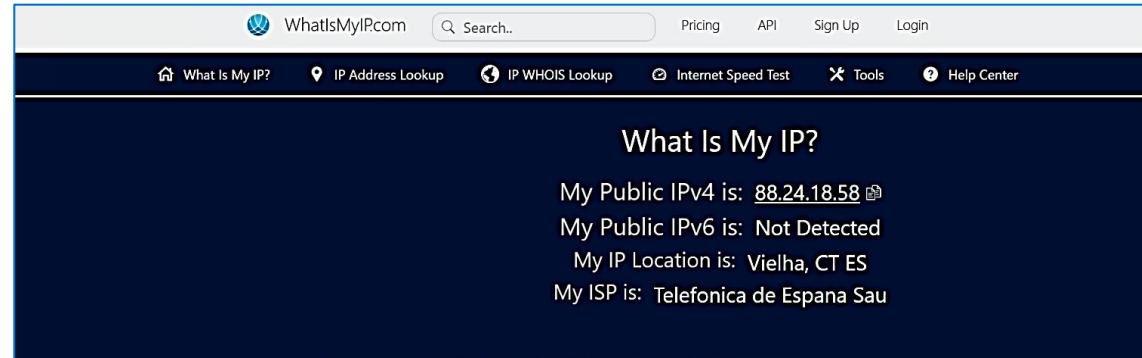 WhatIsMyIP.com Search.. Pricing API Sign Up Login
What Is My IP? IP Address Lookup IP WHOIS Lookup Internet Speed Test Tools Help Center
What Is My IP?
My Public IPv4 is: 88.24.18.58
My Public IPv6 is: Not Detected
My IP Location is: Vielha, CT ES
My ISP is: Telefonica de Espana Sau